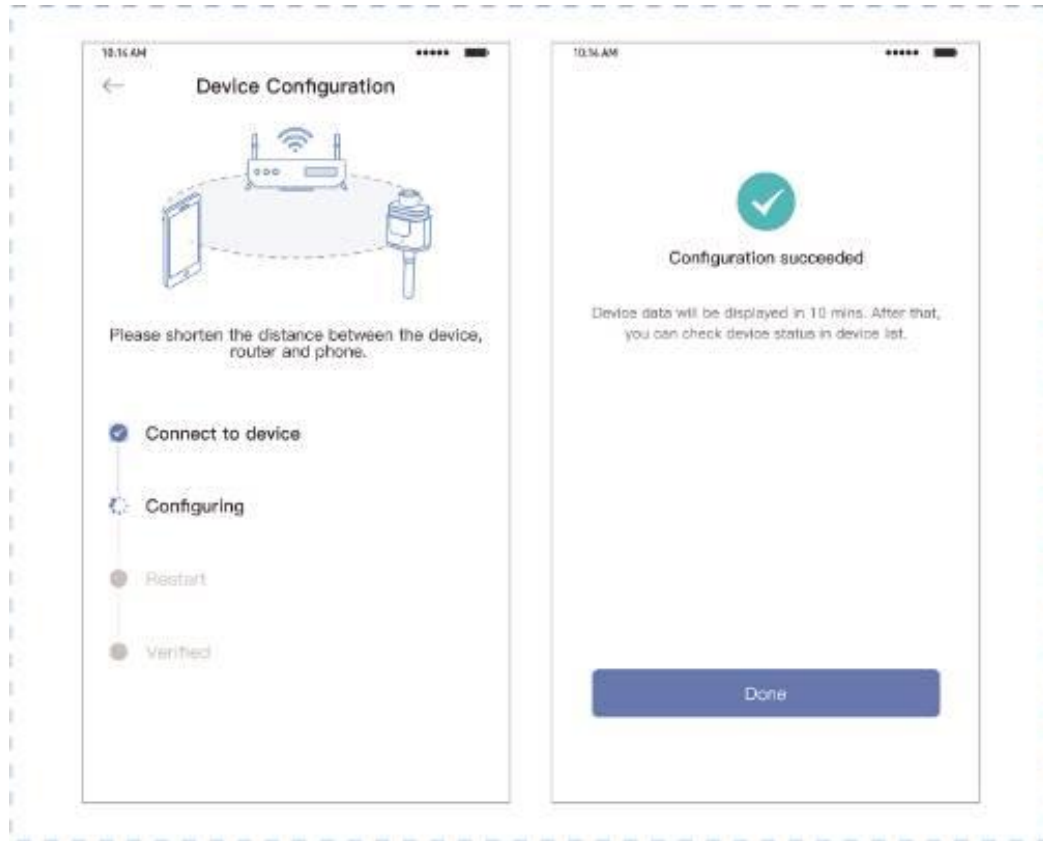 10:14 AM
Device Configuration
Please shorten the distance between the device,
router and phone.
Connect to device
Configuring
Restart
Verified
10:14 AM
Configuration succeeded
Device data will be displayed in 10 mins. After that,
you can check device status in device list.
Done